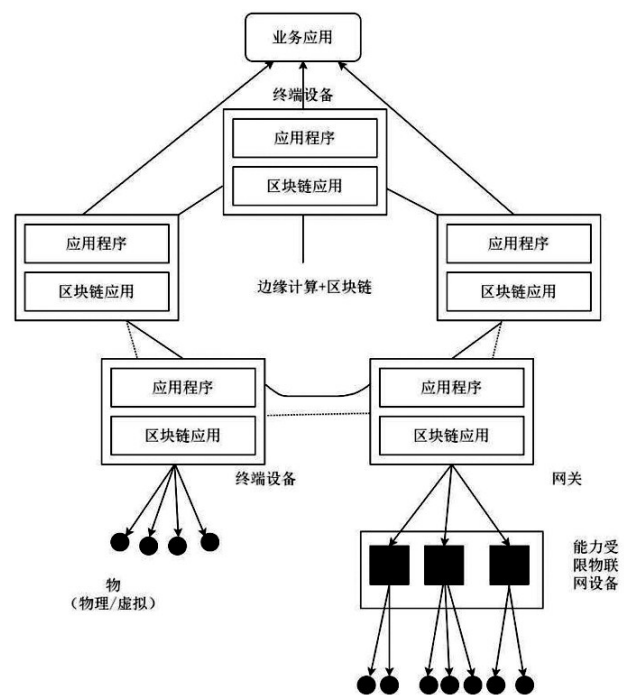 业务应用
终端设备
应用程序
区块链应用
应用程序
区块链应用
应用程序
区块链应用
边缘计算+区块链
应用程序
区块链应用
应用程序
区块链应用
终端设备
网关
物
（物理/虚拟）
能力受
限物联
网设备